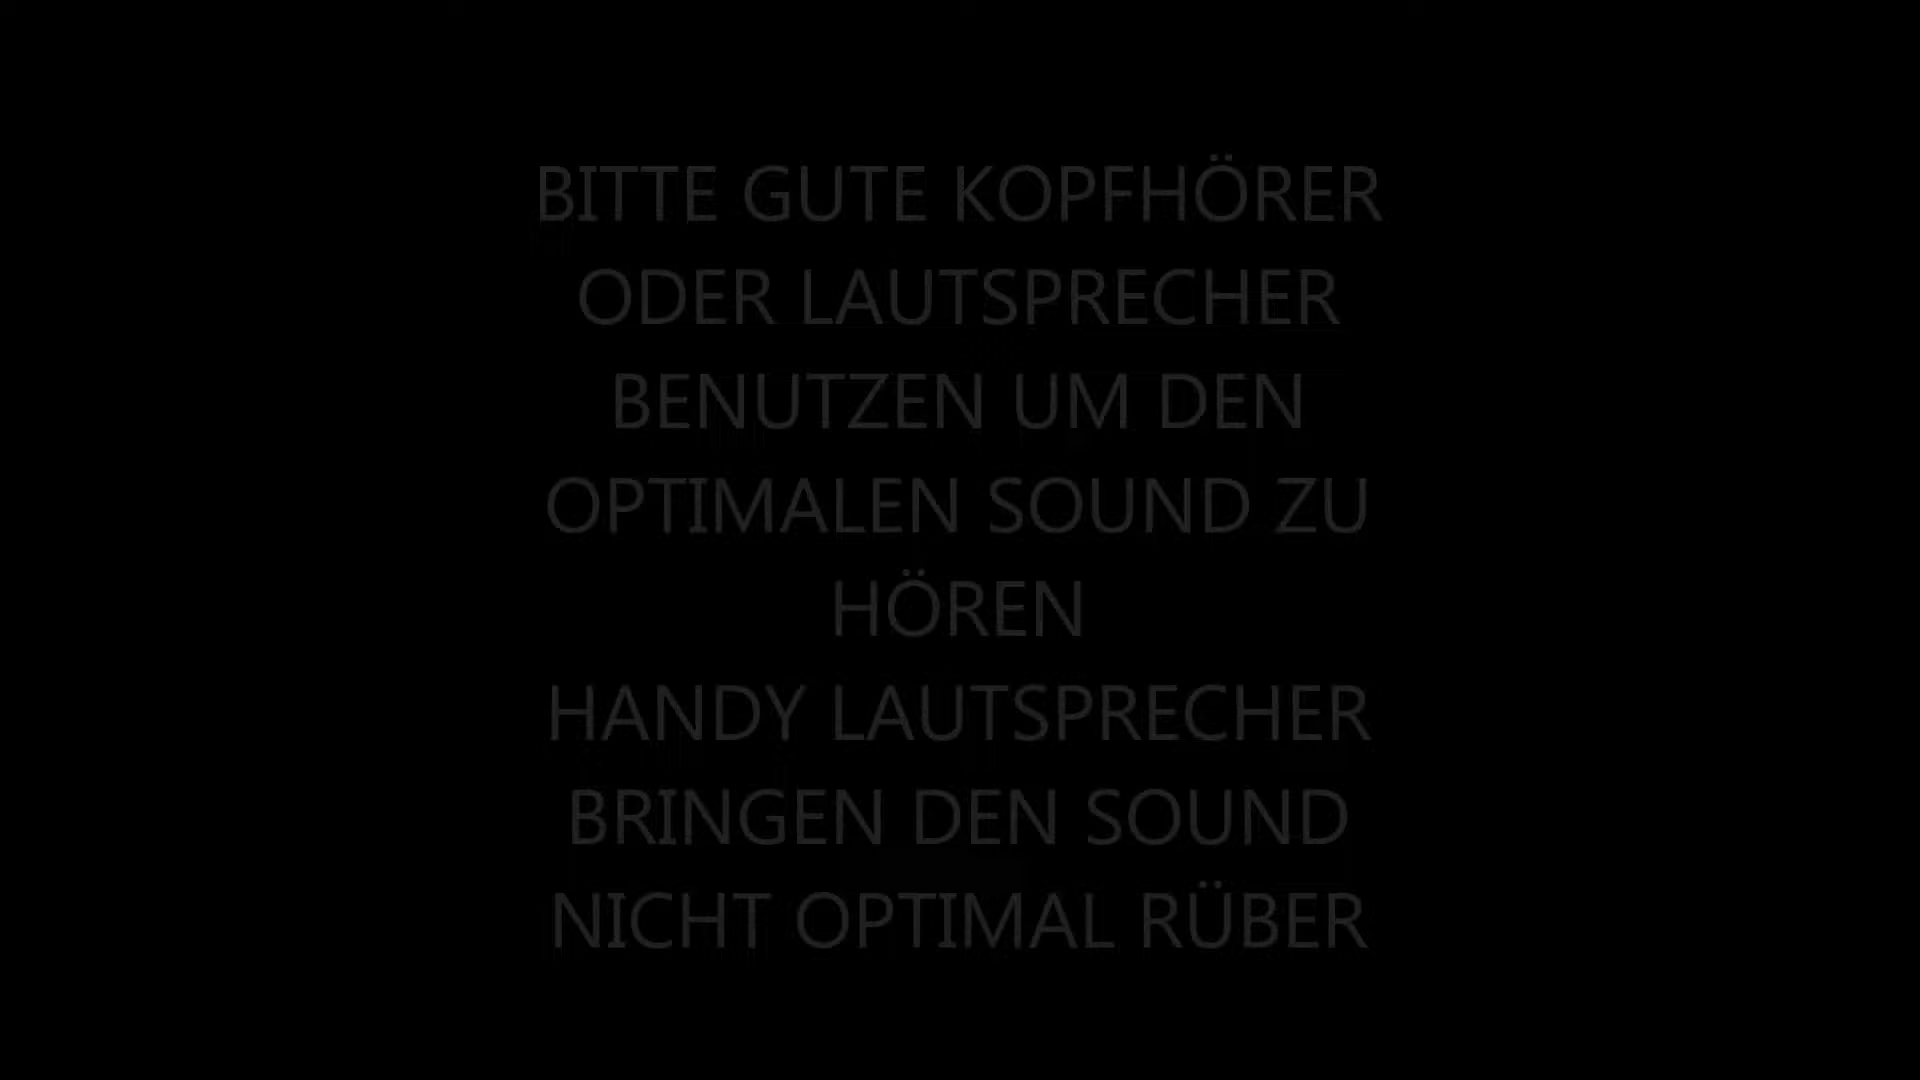 BITTE GUTE KOPFHÖRER
ODER LAUTSPRECHER
BENUTZEN UM DEN
OPTIMALEN SOUND ZU
HÖREN
HANDY LAUTSPRECHER
BRINGEN DEN SOUND
NICHT OPTIMAL RÜBER